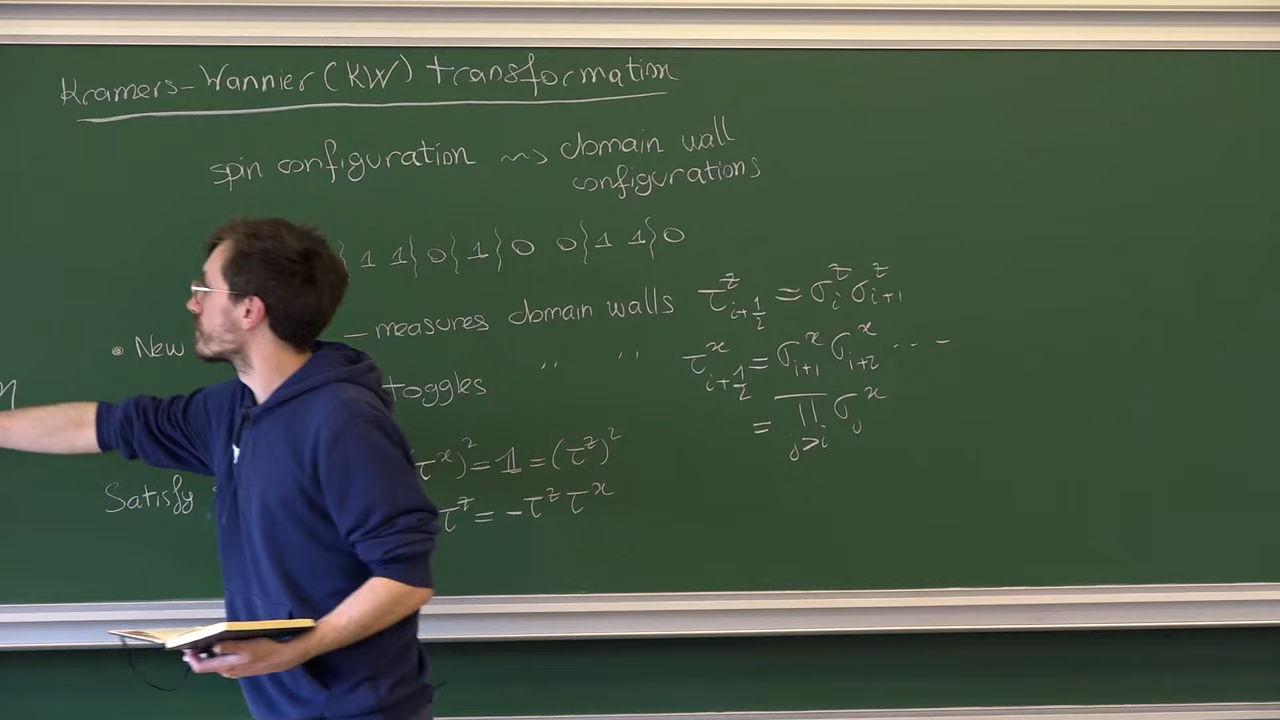 Kramers-Wannier (KW) transformation
spin configuration ⇝ domain wall
configurations
} 1 1 } 0 { 1 } 0 0 } 1 1 } 0
• New — measures domain walls τ^z_{i+1/2} = σ^z_i σ^z_{i+1}
toggles " " τ^x_{i+1/2} = σ^x_{i+1} σ^x_{i+2} ...
= ∏_{j>i} σ^x_j
τ^x)^2 = 𝟙 = (τ^z)^2
Satisfy τ^z = -τ^z τ^x